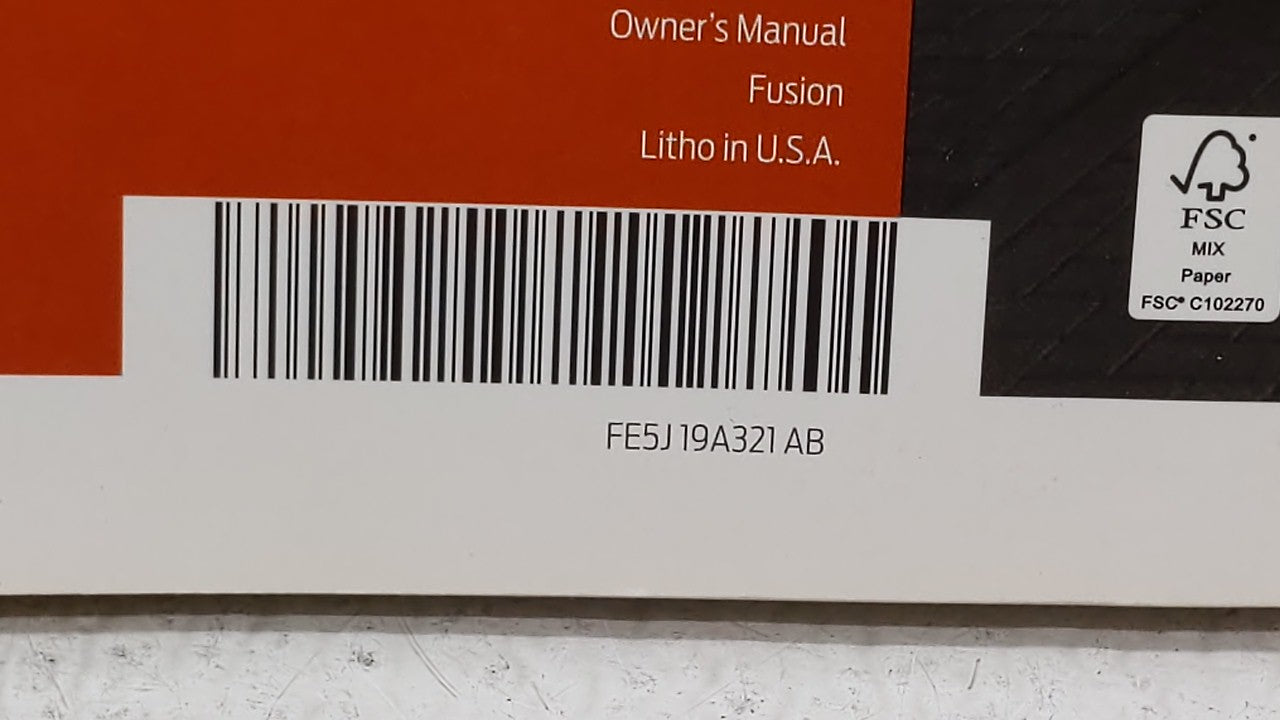 Owner's Manual
Fusion
Litho in U.S.A.
FSC
MIX
Paper
FSC® C102270
FE5J 19A321 AB